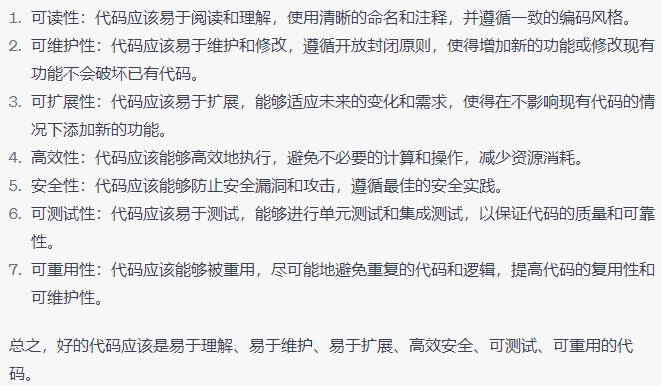 1. 可读性：代码应该易于阅读和理解，使用清晰的命名和注释，并遵循一致的编码风格。
2. 可维护性：代码应该易于维护和修改，遵循开放封闭原则，使得增加新的功能或修改现有
功能不会破坏已有代码。
3. 可扩展性：代码应该易于扩展，能够适应未来的变化和需求，使得在不影响现有代码的情
况下添加新的功能。
4. 高效性：代码应该能够高效地执行，避免不必要的计算和操作，减少资源消耗。
5. 安全性：代码应该能够防止安全漏洞和攻击，遵循最佳的安全实践。
6. 可测试性：代码应该易于测试，能够进行单元测试和集成测试，以保证代码的质量和可靠
性。
7. 可重用性：代码应该能够被重用，尽可能地避免重复的代码和逻辑，提高代码的复用性和
可维护性。
总之，好的代码应该是易于理解、易于维护、易于扩展、高效安全、可测试、可重用的代
码。